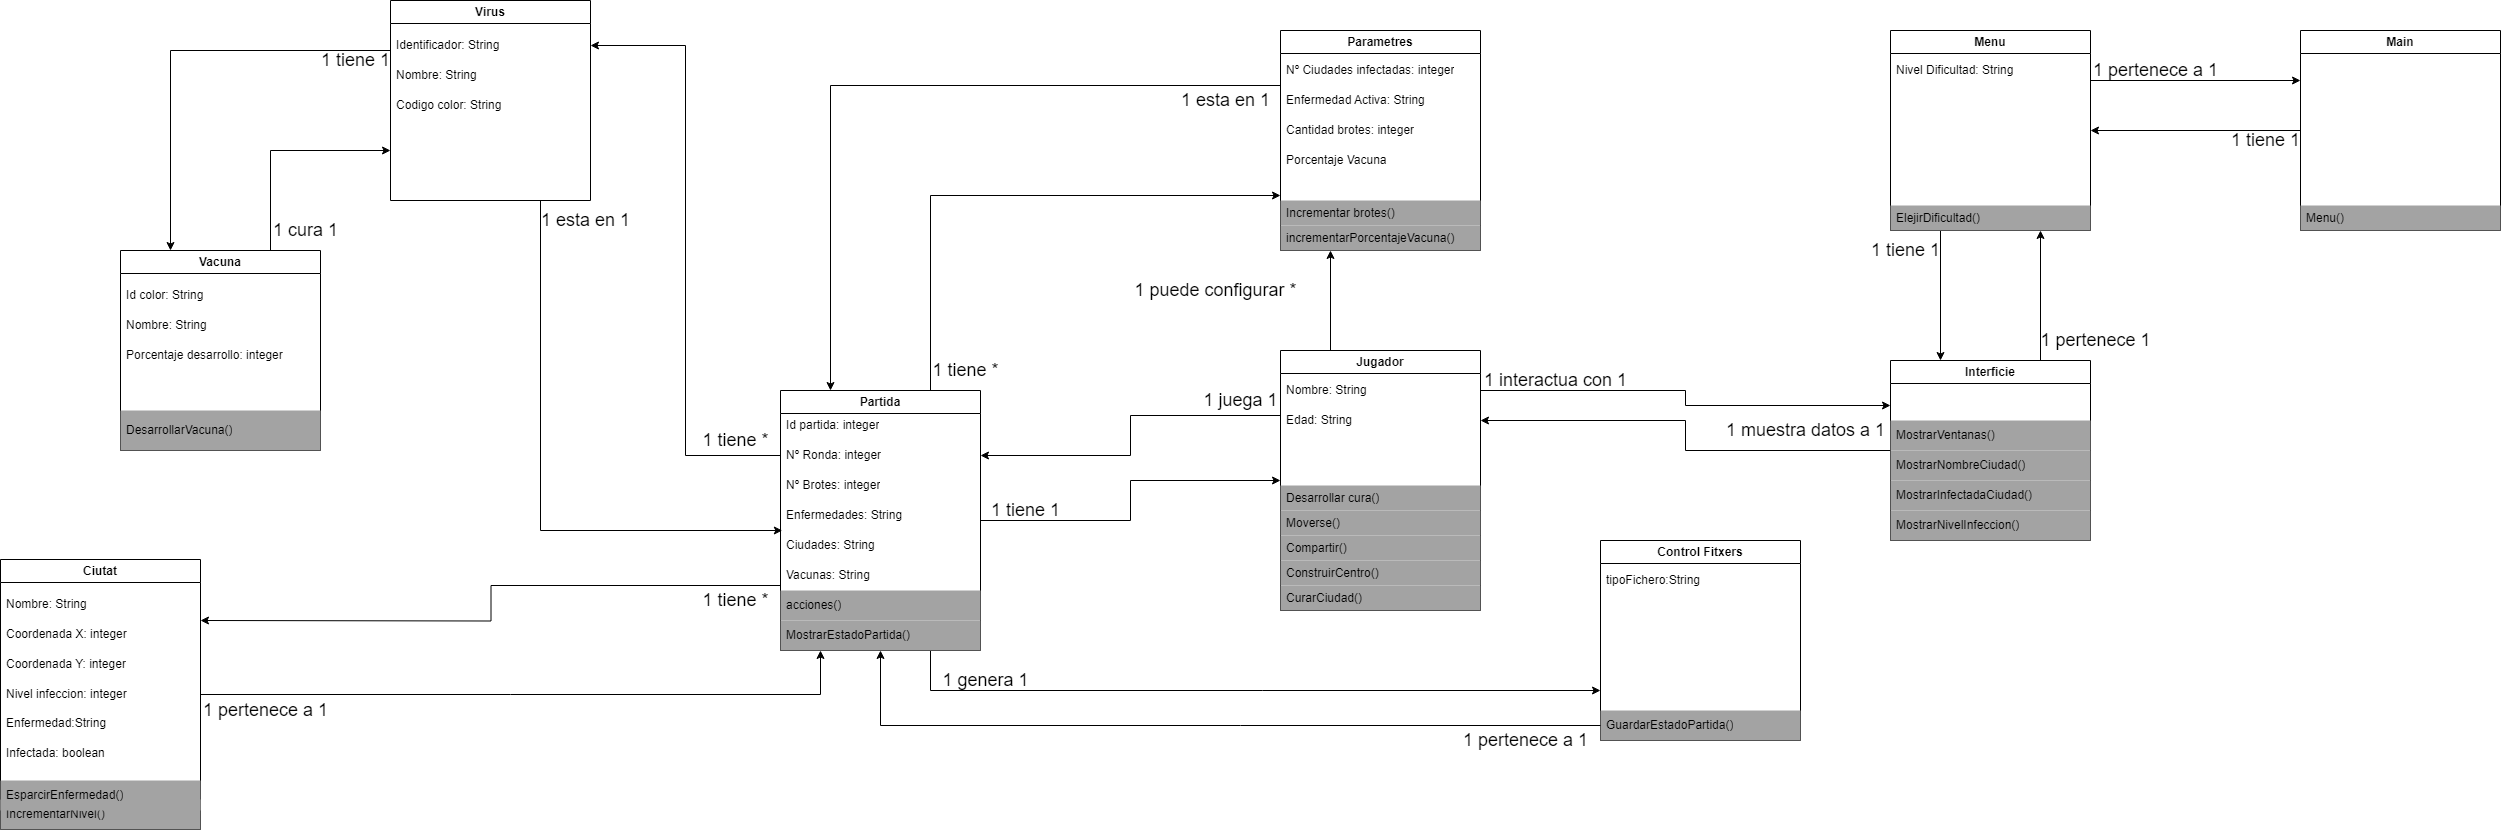 Virus
Identificador: String
Nombre: String
Codigo color: String
1 tiene 1
1 cura 1
1 esta en 1
Vacuna
Id color: String
Nombre: String
Porcentaje desarrollo: integer
DesarrollarVacuna()
Ciutat
Nombre: String
Coordenada X: integer
Coordenada Y: integer
Nivel infeccion: integer
Enfermedad:String
Infectada: boolean
EsparcirEnfermedad()
IncrementarNivel()
1 pertenece a 1
1 tiene *
1 tiene *
1 tiene *
Partida
Id partida: integer
Nº Ronda: integer
Nº Brotes: integer
Enfermedades: String
Ciudades: String
Vacunas: String
acciones()
MostrarEstadoPartida()
1 esta en 1
1 juega 1
1 tiene 1
1 genera 1
1 pertenece a 1
Parametres
Nº Ciudades infectadas: integer
Enfermedad Activa: String
Cantidad brotes: integer
Porcentaje Vacuna
Incrementar brotes()
incrementarPorcentajeVacuna()
1 puede configurar *
Jugador
Nombre: String
Edad: String
Desarrollar cura()
Moverse()
Compartir()
ConstruirCentro()
CurarCiudad()
1 interactua con 1
1 muestra datos a 1
Control Fitxers
tipoFichero:String
GuardarEstadoPartida()
Menu
Nivel Dificultad: String
ElejirDificultad()
1 pertenece a 1
1 tiene 1
Main
Menu()
1 tiene 1
1 pertenece 1
Interficie
MostrarVentanas()
MostrarNombreCiudad()
MostrarInfectadaCiudad()
MostrarNivelInfeccion()